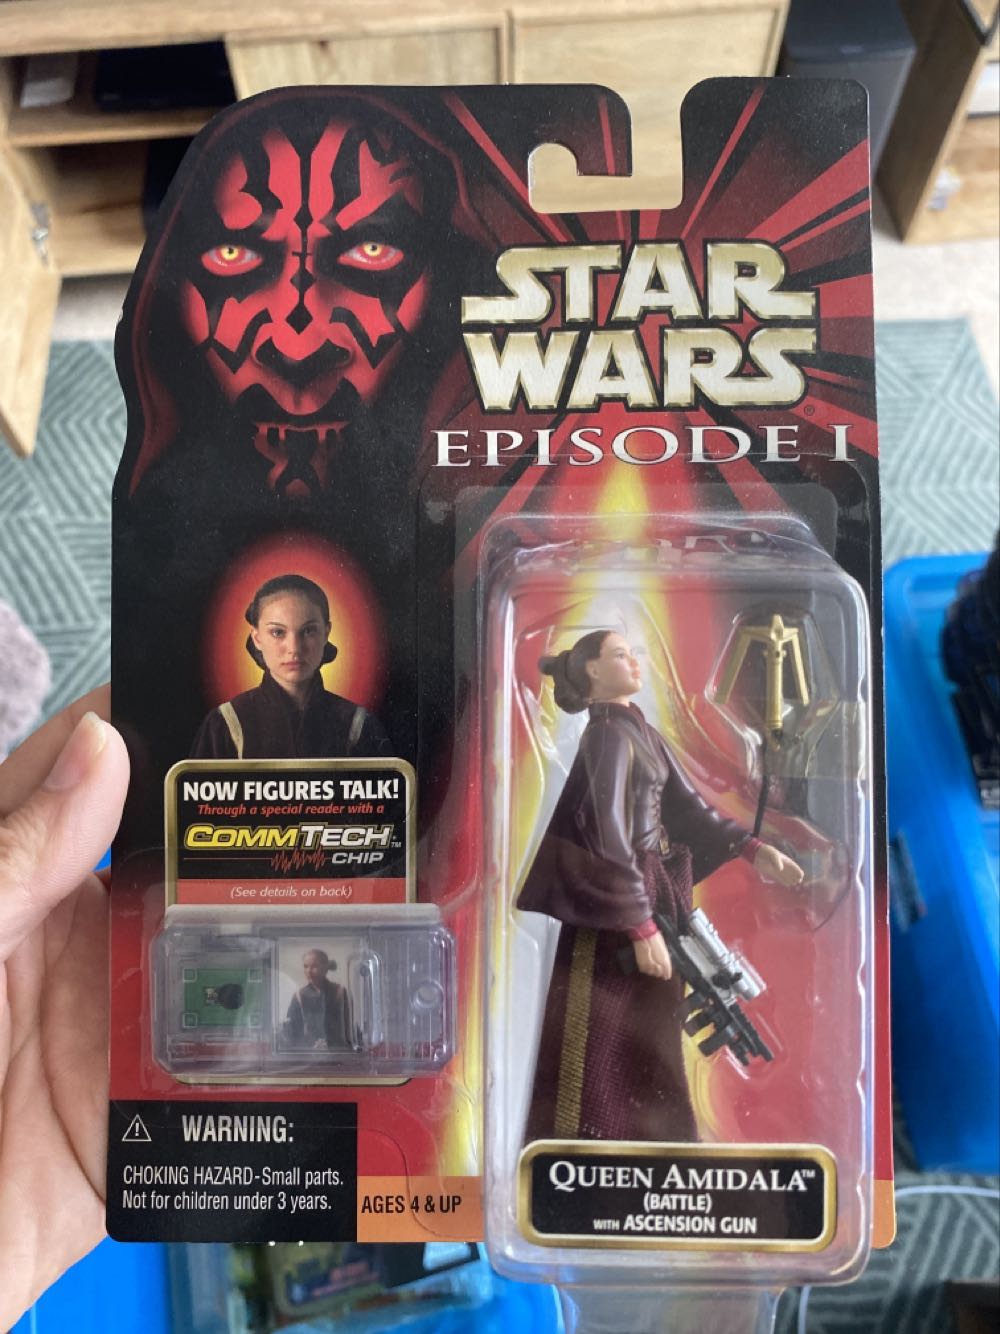 STAR
WARS®
EPISODE I
NOW FIGURES TALK!
Through a special reader with a
COMMTECH™
CHIP
(See details on back)
WARNING:
CHOKING HAZARD-Small parts.
Not for children under 3 years.
AGES 4 & UP
QUEEN AMIDALA™
(BATTLE)
WITH ASCENSION GUN